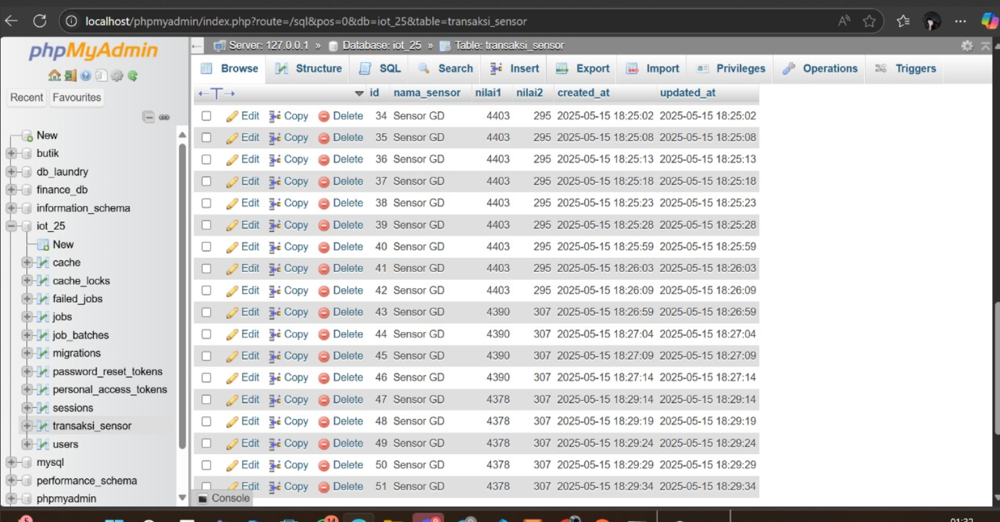 localhost/phpmyadmin/index.php?route=/sql&pos=0&db=iot_25&table=transaksi_sensor
phpMyAdmin
Recent Favourites
New
butik
db_laundry
finance_db
information_schema
iot_25
New
cache
cache_locks
failed_jobs
jobs
job_batches
migrations
password_reset_tokens
personal_access_tokens
sessions
transaksi_sensor
users
mysql
performance_schema
phpmyadmin
Server: 127.0.0.1 » Database: iot_25 » Table: transaksi_sensor
Browse Structure SQL Search Insert Export Import Privileges Operations Triggers
←T→ id nama_sensor nilai1 nilai2 created_at updated_at
Edit Copy Delete 34 Sensor GD 4403 295 2025-05-15 18:25:02 2025-05-15 18:25:02
Edit Copy Delete 35 Sensor GD 4403 295 2025-05-15 18:25:08 2025-05-15 18:25:08
Edit Copy Delete 36 Sensor GD 4403 295 2025-05-15 18:25:13 2025-05-15 18:25:13
Edit Copy Delete 37 Sensor GD 4403 295 2025-05-15 18:25:18 2025-05-15 18:25:18
Edit Copy Delete 38 Sensor GD 4403 295 2025-05-15 18:25:23 2025-05-15 18:25:23
Edit Copy Delete 39 Sensor GD 4403 295 2025-05-15 18:25:28 2025-05-15 18:25:28
Edit Copy Delete 40 Sensor GD 4403 295 2025-05-15 18:25:59 2025-05-15 18:25:59
Edit Copy Delete 41 Sensor GD 4403 295 2025-05-15 18:26:03 2025-05-15 18:26:03
Edit Copy Delete 42 Sensor GD 4403 295 2025-05-15 18:26:09 2025-05-15 18:26:09
Edit Copy Delete 43 Sensor GD 4390 307 2025-05-15 18:26:59 2025-05-15 18:26:59
Edit Copy Delete 44 Sensor GD 4390 307 2025-05-15 18:27:04 2025-05-15 18:27:04
Edit Copy Delete 45 Sensor GD 4390 307 2025-05-15 18:27:09 2025-05-15 18:27:09
Edit Copy Delete 46 Sensor GD 4390 307 2025-05-15 18:27:14 2025-05-15 18:27:14
Edit Copy Delete 47 Sensor GD 4378 307 2025-05-15 18:29:14 2025-05-15 18:29:14
Edit Copy Delete 48 Sensor GD 4378 307 2025-05-15 18:29:19 2025-05-15 18:29:19
Edit Copy Delete 49 Sensor GD 4378 307 2025-05-15 18:29:24 2025-05-15 18:29:24
Edit Copy Delete 50 Sensor GD 4378 307 2025-05-15 18:29:29 2025-05-15 18:29:29
Edit Copy Delete 51 Sensor GD 4378 307 2025-05-15 18:29:34 2025-05-15 18:29:34
Console
5 14